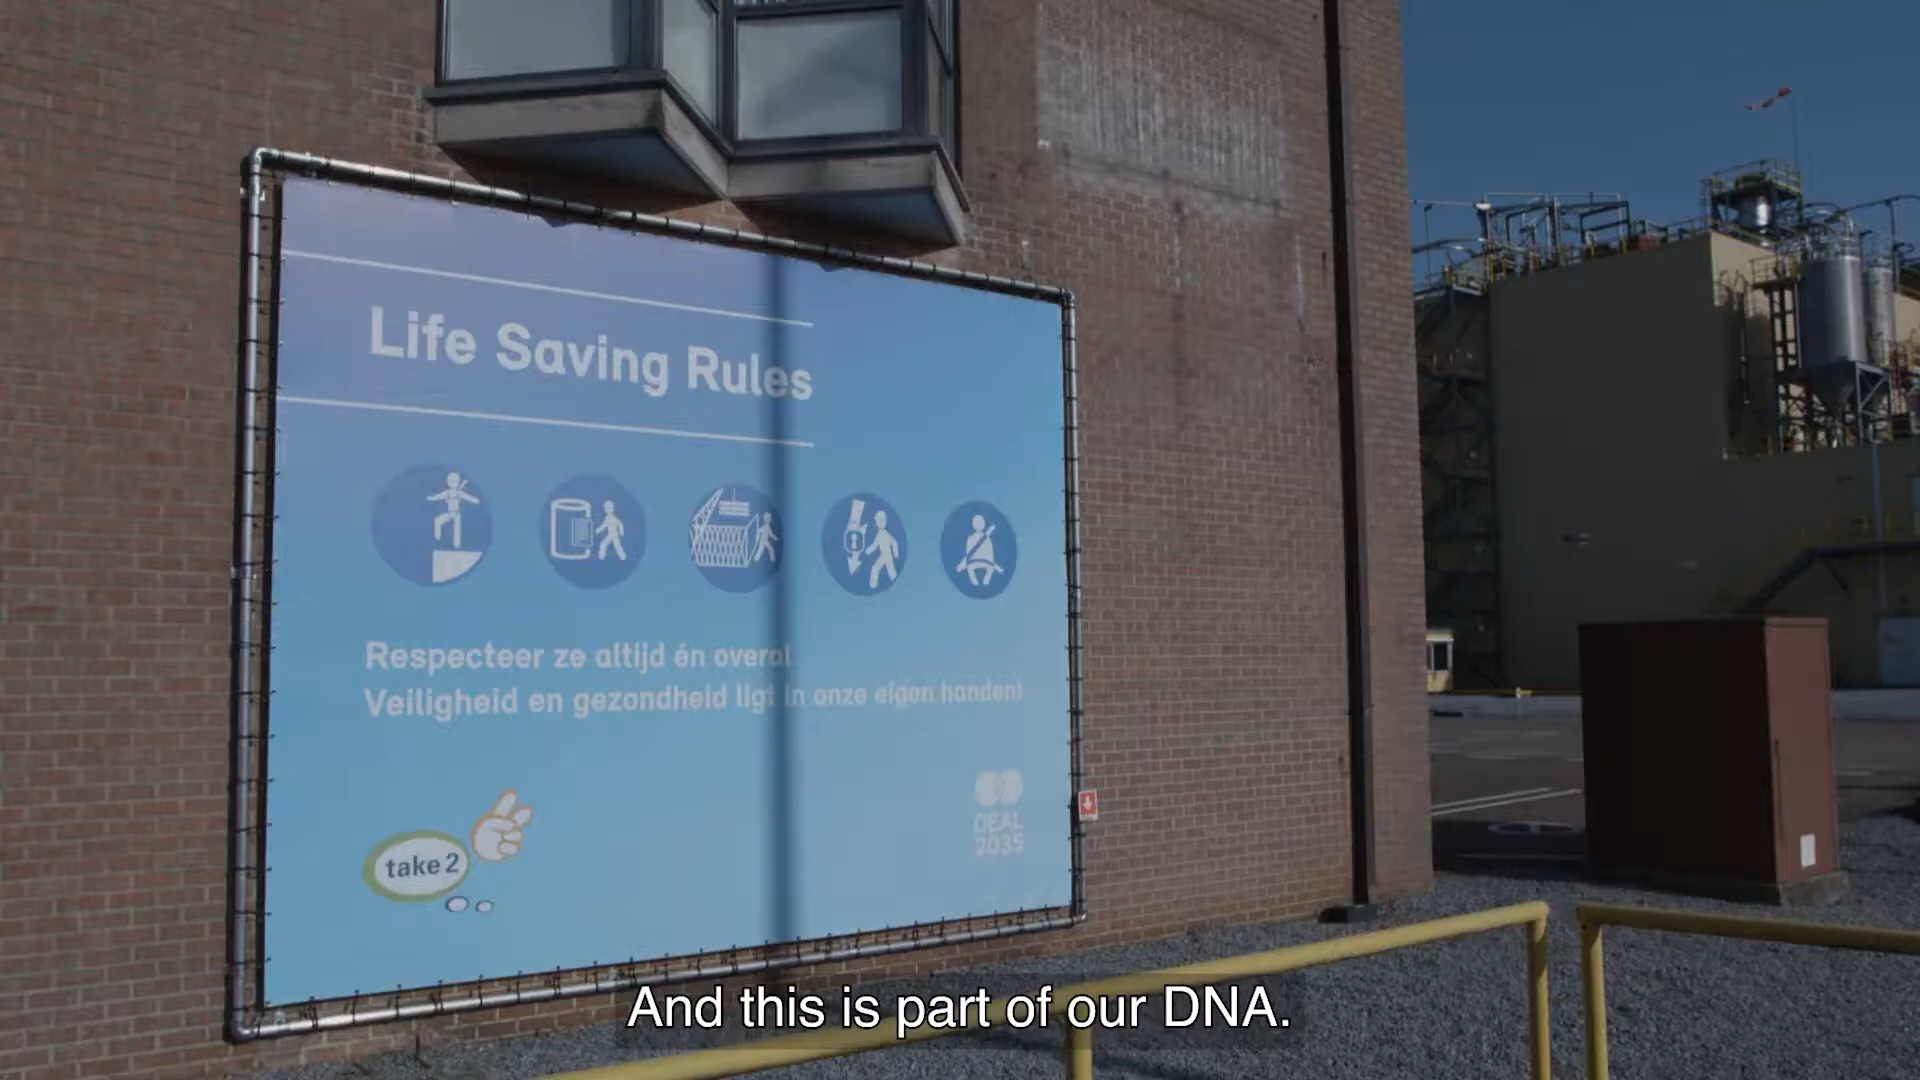 Life Saving Rules
Respecteer ze altijd én overal
Veiligheid en gezondheid ligt in onze eigen handen!
take 2
DEAL
2035
And this is part of our DNA.